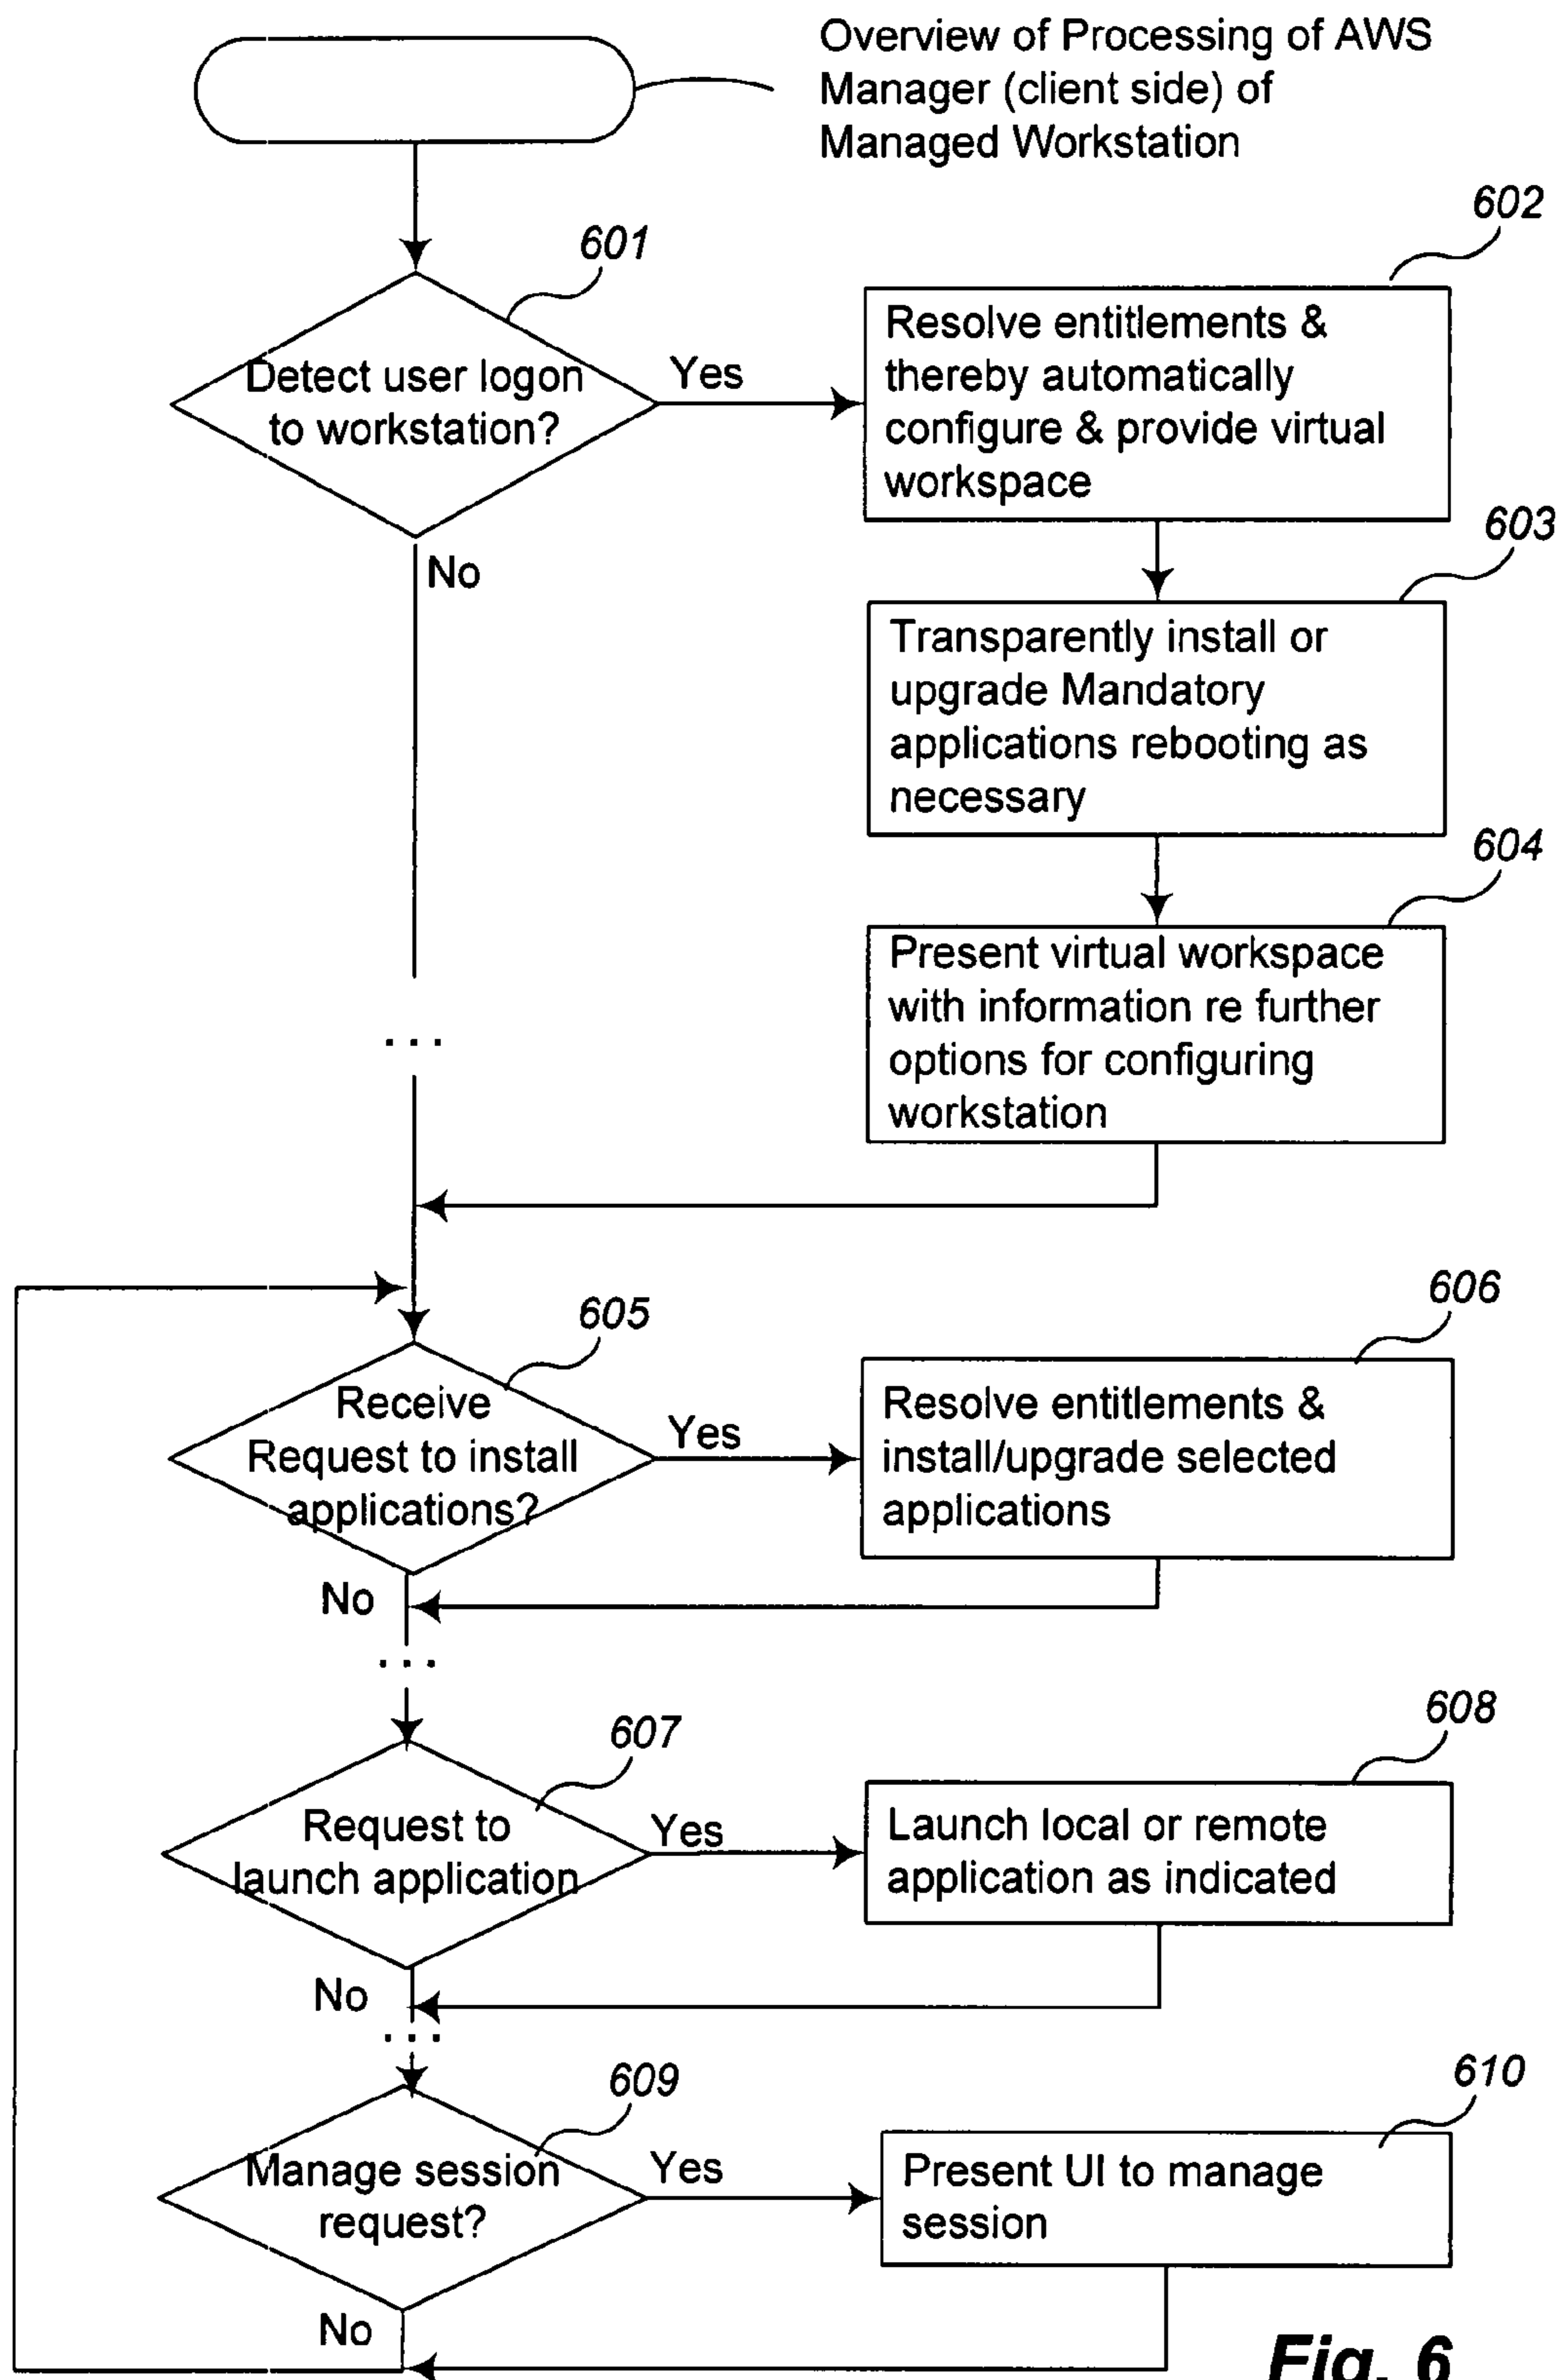 Overview of Processing of AWS
Manager (client side) of
Managed Workstation
601
602
Detect user logon
to workstation?
Yes
Resolve entitlements &
thereby automatically
configure & provide virtual
workspace
No
603
Transparently install or
upgrade Mandatory
applications rebooting as
necessary
604
Present virtual workspace
with information re further
options for configuring
workstation
...
605
606
Receive
Request to install
applications?
Yes
Resolve entitlements &
install/upgrade selected
applications
No
...
607
608
Request to
launch application
Yes
Launch local or remote
application as indicated
No
...
609
610
Manage session
request?
Yes
Present UI to manage
session
No
Fig. 6